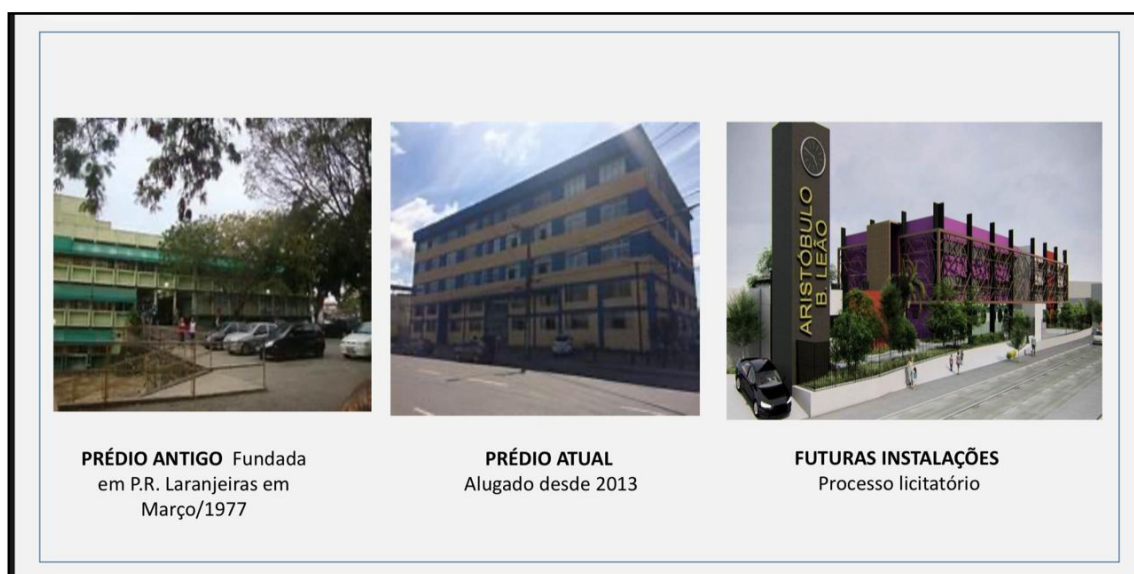 ARISTÓBULO
B. LEÃO
PRÉDIO ANTIGO Fundada
em P.R. Laranjeiras em
Março/1977
PRÉDIO ATUAL
Alugado desde 2013
FUTURAS INSTALAÇÕES
Processo licitatório